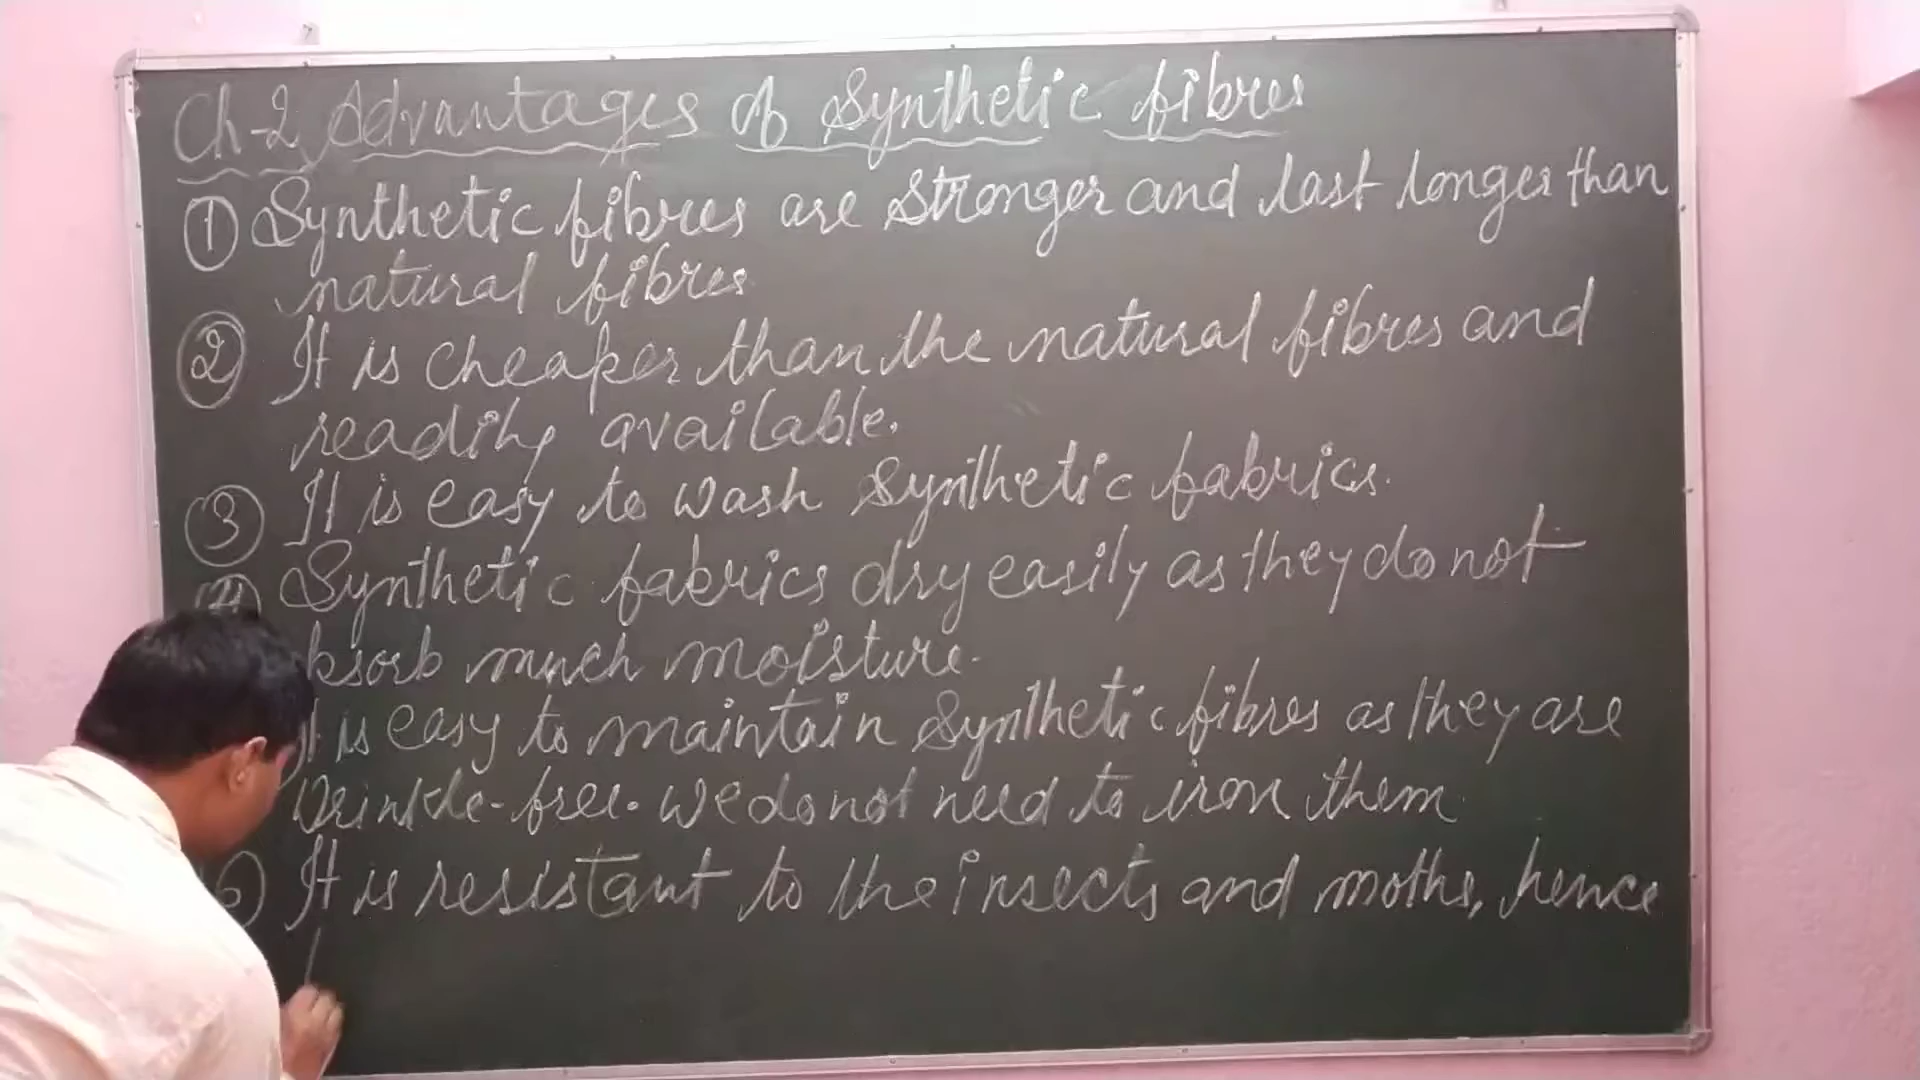 Ch-2 Advantages of Synthetic fibres
① Synthetic fibres are stronger and last longer than
natural fibres
② It is cheaper than the natural fibres and
readily available.
③ It is easy to wash synthetic fabrics.
④ Synthetic fabrics dry easily as they do not
bsorb much moisture.
It is easy to maintain Synthetic fibres as they are
Wrinkle-free. We do not need to iron them
⑥ It is resistant to the insects and moths, hence